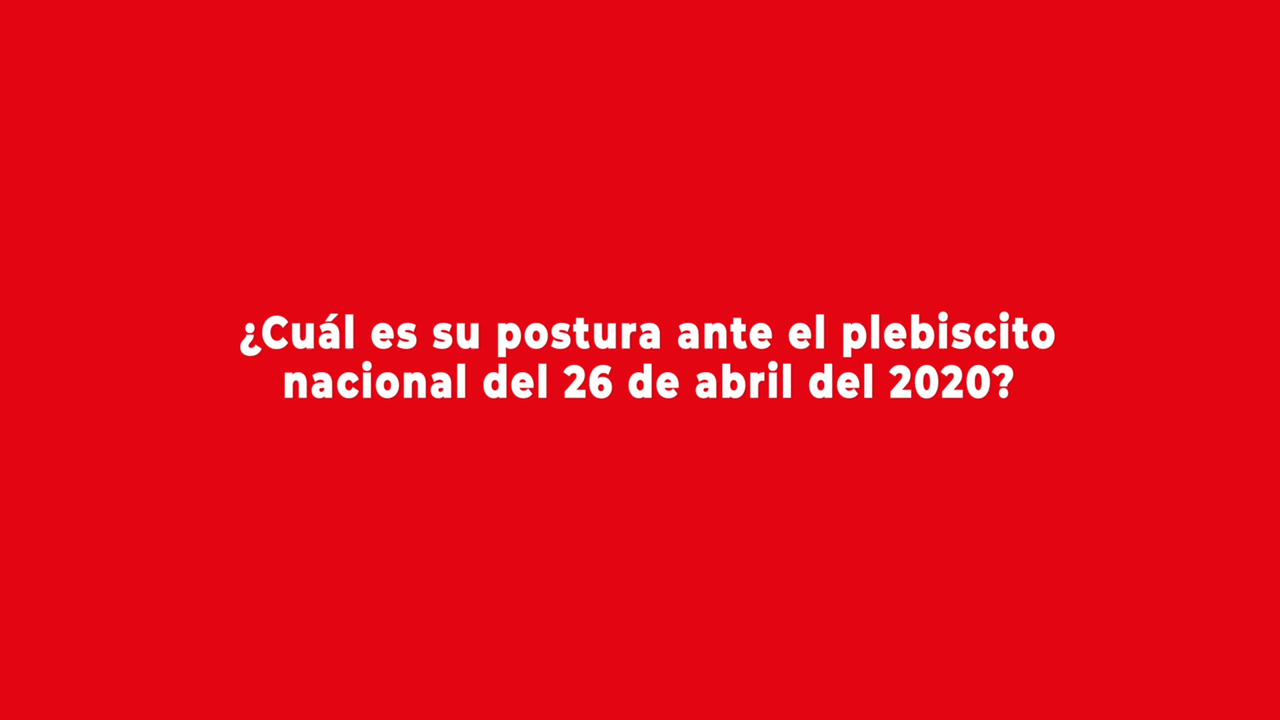 ¿Cuál es su postura ante el plebiscito
nacional del 26 de abril del 2020?